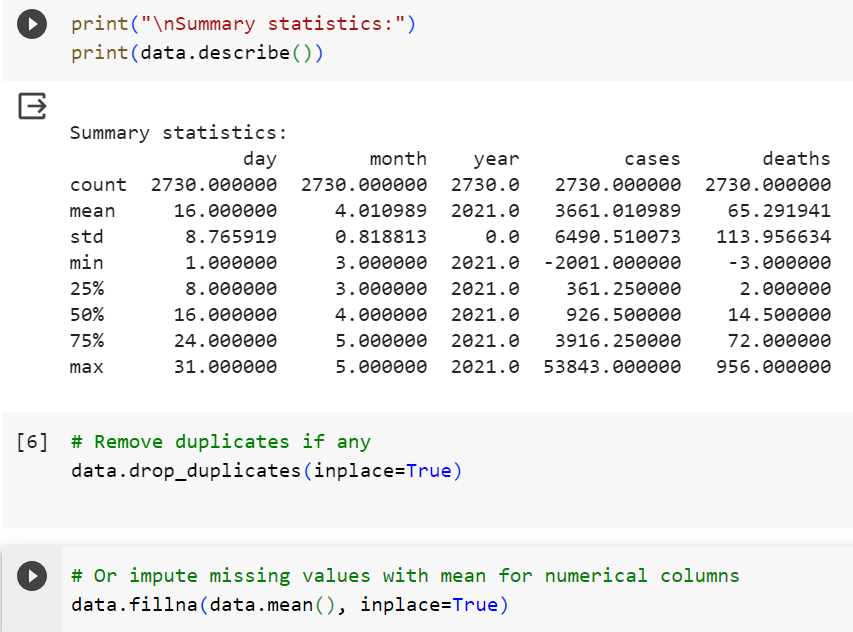 print("\nSummary statistics:")
print(data.describe())
Summary statistics:
day month year cases deaths
count 2730.000000 2730.000000 2730.0 2730.000000 2730.000000
mean 16.000000 4.010989 2021.0 3661.010989 65.291941
std 8.765919 0.818813 0.0 6490.510073 113.956634
min 1.000000 3.000000 2021.0 -2001.000000 -3.000000
25% 8.000000 3.000000 2021.0 361.250000 2.000000
50% 16.000000 4.000000 2021.0 926.500000 14.500000
75% 24.000000 5.000000 2021.0 3916.250000 72.000000
max 31.000000 5.000000 2021.0 53843.000000 956.000000
[6] # Remove duplicates if any
data.drop_duplicates(inplace=True)
# Or impute missing values with mean for numerical columns
data.fillna(data.mean(), inplace=True)